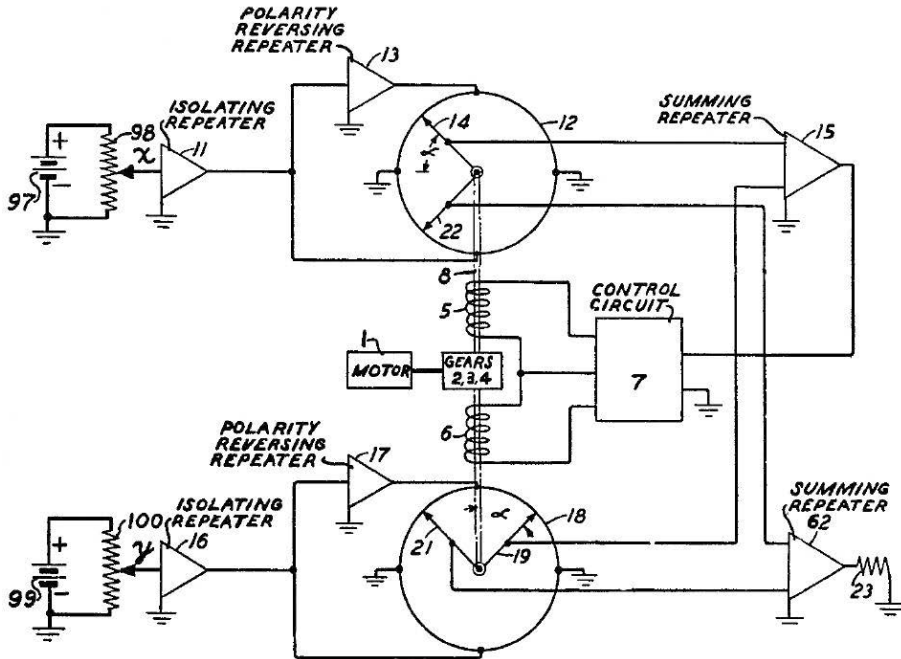 POLARITY
REVERSING
REPEATER
13
ISOLATING REPEATER
98
+
x
11
97
−
14
12
α
22
SUMMING
REPEATER
15
8
5
CONTROL
CIRCUIT
1
MOTOR
GEARS
2,3,4
7
6
POLARITY
REVERSING
REPEATER
17
ISOLATING
REPEATER
100
16
+
y
99
−
21
α
18
19
SUMMING
REPEATER
62
23